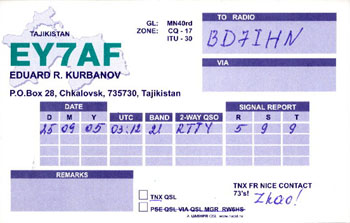 TAJIKISTAN
GL: MN40rd
ZONE: CQ - 17
ITU - 30
EY7AF
EDUARD R. KURBANOV
P.O.Box 28, Chkalovsk, 735730, Tajikistan
TO RADIO
BD7IHN
VIA
DATE UTC BAND 2-WAY QSO SIGNAL REPORT
D M Y R S T
25 09 05 03:12 21 RTTY 5 9 9
REMARKS
TNX QSL
PSE QSL VIA QSL MGR RW6HS
TNX FR NICE CONTACT
73's! Zhao!